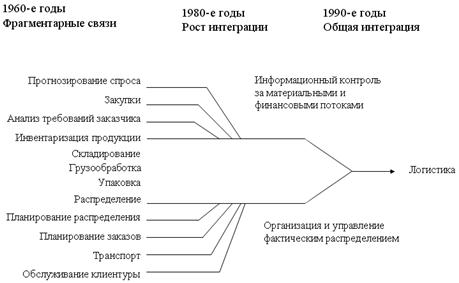 1960-е годы
Фрагментарные связи
1980-е годы
Рост интеграции
1990-е годы
Общая интеграция
Прогнозирование спроса
Закупки
Анализ требований заказчика
Инвентаризация продукции
Складирование
Грузообработка
Упаковка
Распределение
Планирование распределения
Планирование заказов
Транспорт
Обслуживание клиентуры
Информационный контроль
за материальными и
финансовыми потоками
Организация и управление
фактическим распределением
Логистика